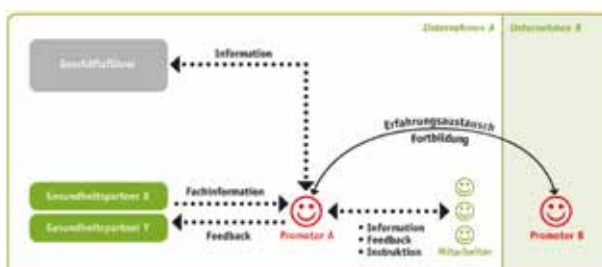 Unternehmen A
Unternehmen B
Geschäftsführer
Information
Erfahrungsaustausch
Fortbildung
Gesundheitspartner X
Fachinformation
Gesundheitspartner Y
Feedback
Promotor A
• Information
• Feedback
• Instruktion
Mitarbeiter
Promotor B